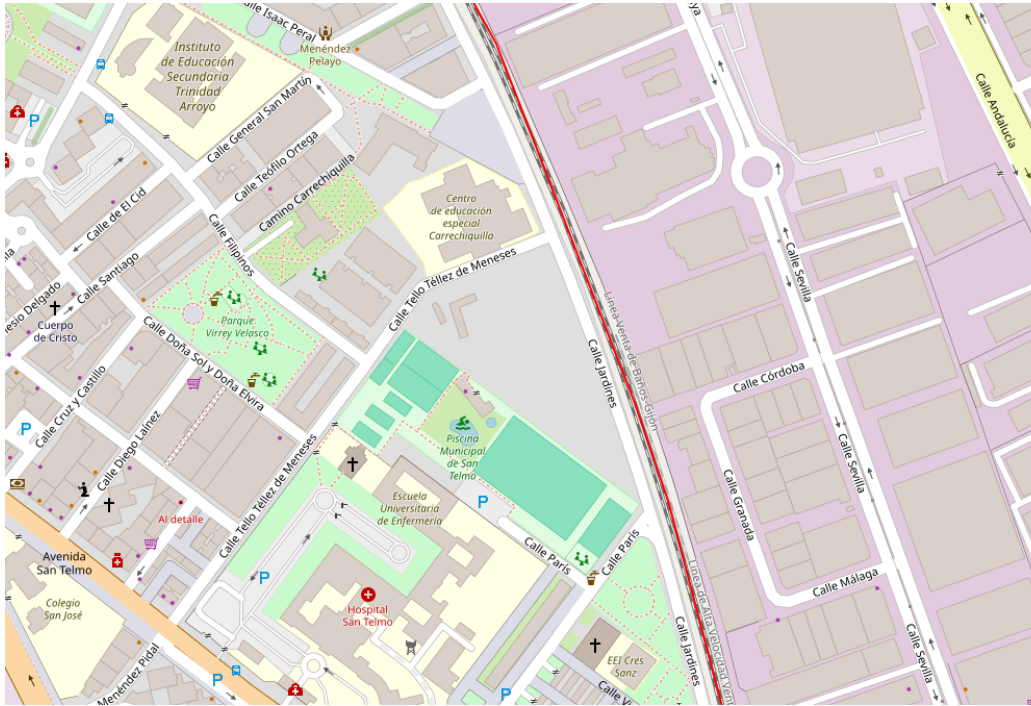 Calle Isaac Peral
Menéndez
Pelayo
Instituto
de Educación
Secundaria
Trinidad
Arroyo
Calle Andalucía
Calle General San Martín
Calle Teófilo Ortega
Camino Carrechiquilla
Calle de El Cid
Centro
de educación
especial
Carrechiquilla
Calle Filipinos
Calle Santiago
Calle Tello Téllez de Meneses
Calle Sevilla
Cuerpo
de Cristo
Parque
Virrey Velasco
Línea Venta de Baños-Gijón
Calle Jardines
Calle Doña Sol y Doña Elvira
Calle Córdoba
Calle Cruz y Castillo
Calle Diego Laínez
Piscina
Municipal
de San
Telmo
Calle Sevilla
Calle Tello Téllez de Meneses
Escuela
Universitaria
de Enfermería
Calle Granada
Al detalle
Avenida
San Telmo
Calle París
Calle París
Calle Málaga
Colegio
San José
Hospital
San Telmo
Línea de Alta Velocidad
Calle Jardines
Calle Sevilla
EEI Cres
Sanz
Menéndez Pidal